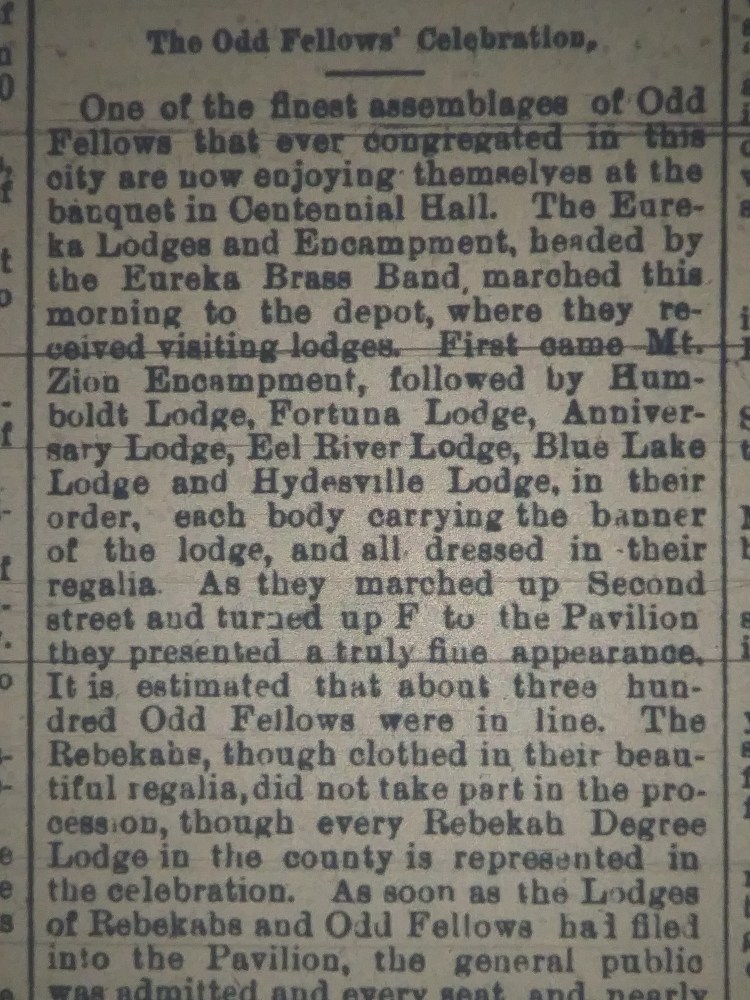 The Odd Fellows' Celebration,
One of the finest assemblages of Odd
Fellows that ever congregated in this
city are now enjoying themselves at the
banquet in Centennial Hall. The Eure-
ka Lodges and Encampment, headed by
the Eureka Brass Band, marched this
morning to the depot, where they re-
ceived visiting lodges. First came Mt.
Zion Encampment, followed by Hum-
boldt Lodge, Fortuna Lodge, Anniver-
sary Lodge, Eel River Lodge, Blue Lake
Lodge and Hydesville Lodge, in their
order, each body carrying the banner
of the lodge, and all dressed in their
regalia. As they marched up Second
street and turned up F to the Pavilion
they presented a truly fine appearance.
It is estimated that about three hun-
dred Odd Fellows were in line. The
Rebekahs, though clothed in their beau-
tiful regalia, did not take part in the pro-
cession, though every Rebekah Degree
Lodge in the county is represented in
the celebration. As soon as the Lodges
of Rebekahs and Odd Fellows had filed
into the Pavilion, the general public
was admitted and every seat and nearly